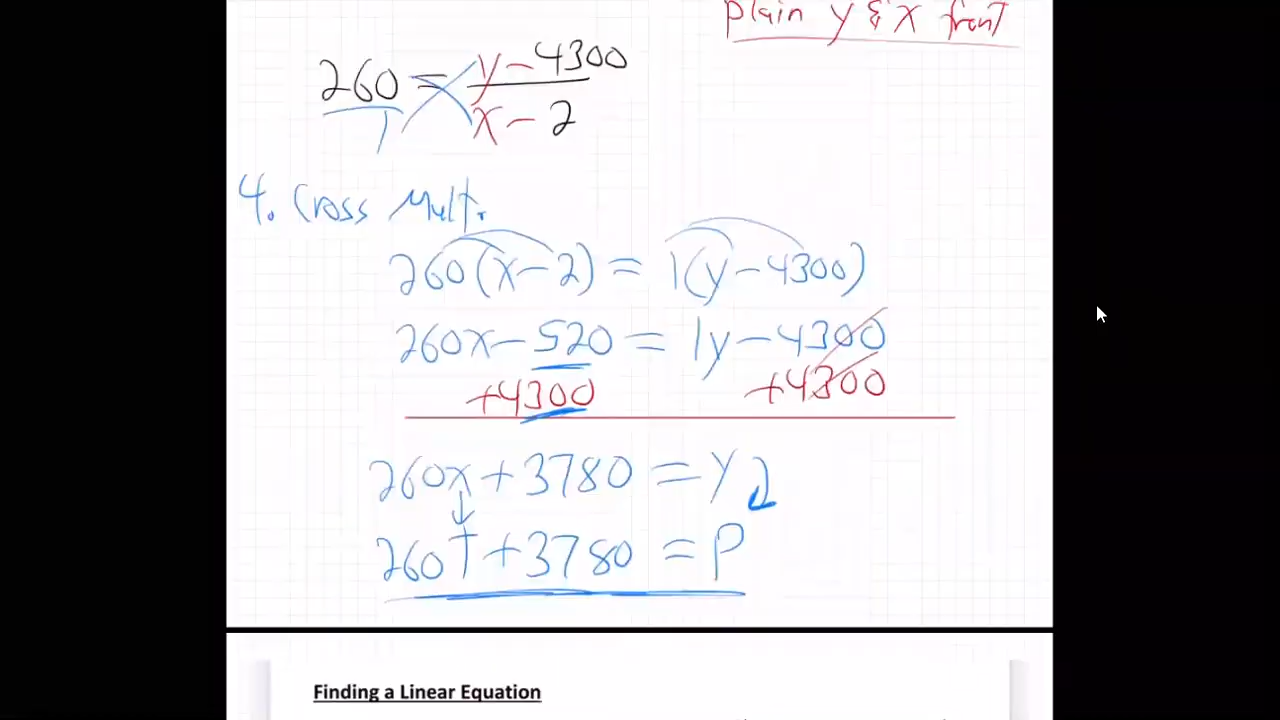 plain y & x front
260 = y - 4300
1 x - 2
4. Cross Mult.
260(x - 2) = 1(y - 4300)
260x - 520 = 1y - 4300
+4300 +4300
260x + 3780 = y
260T + 3780 = P
Finding a Linear Equation